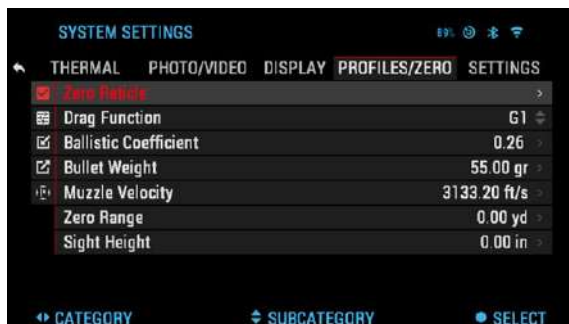 SYSTEM SETTINGS 89%
THERMAL PHOTO/VIDEO DISPLAY PROFILES/ZERO SETTINGS
Zero Reticle
Drag Function G1
Ballistic Coefficient 0.26
Bullet Weight 55.00 gr
Muzzle Velocity 3133.20 ft/s
Zero Range 0.00 yd
Sight Height 0.00 in
CATEGORY SUBCATEGORY SELECT